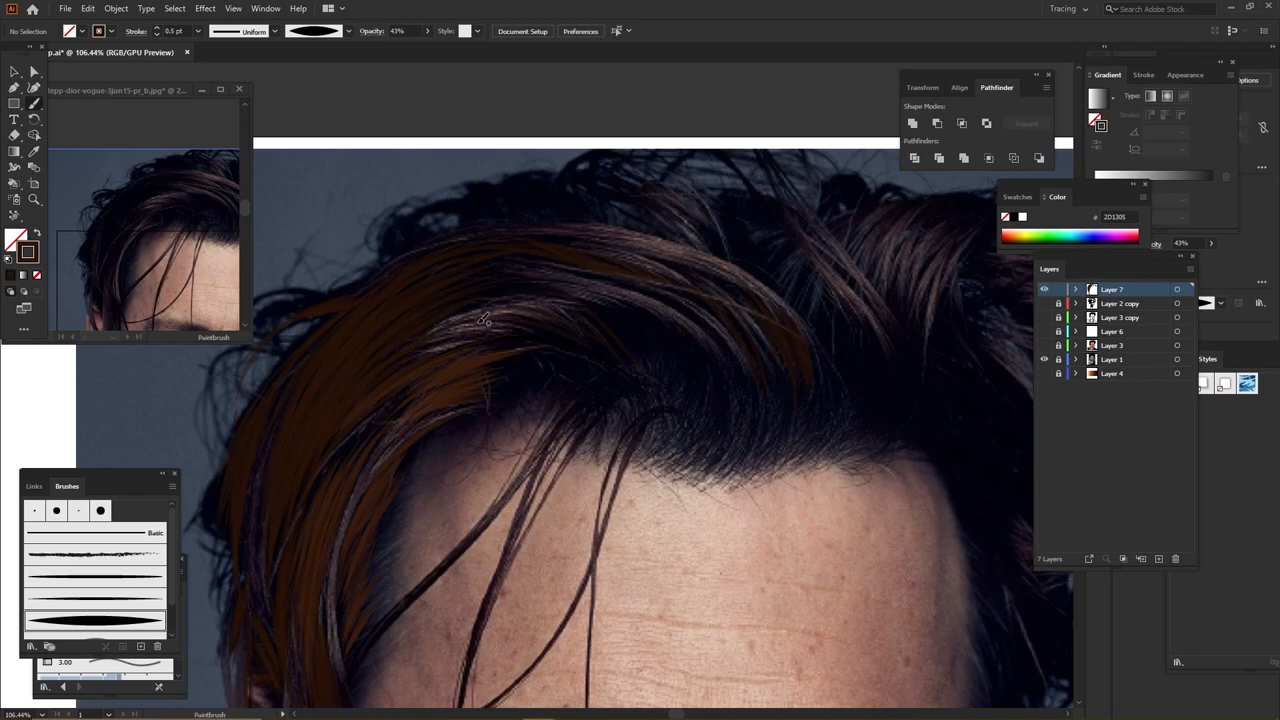 Ai File Edit Object Type Select Effect View Window Help Tracing Search Adobe Stock
No Selection Stroke: 0.5 pt Uniform Opacity: 43% Style: Document Setup Preferences
p.ai* @ 106.44% (RGB/GPU Preview)
epp-dior-vogue-3jun15-pr_b.jpg* @ 2...
Paintbrush
Transform Align Pathfinder
Shape Modes:
Expand
Pathfinders:
Gradient Stroke Appearance
Type:
Stroke:
Options
Swatches Color
# 2D1305
43%
Layers
Layer 7
Layer 2 copy
Layer 3 copy
Layer 6
Layer 3
Layer 1
Layer 4
7 Layers
Styles
Links Brushes
Basic
3.00
106.44% 1 Paintbrush